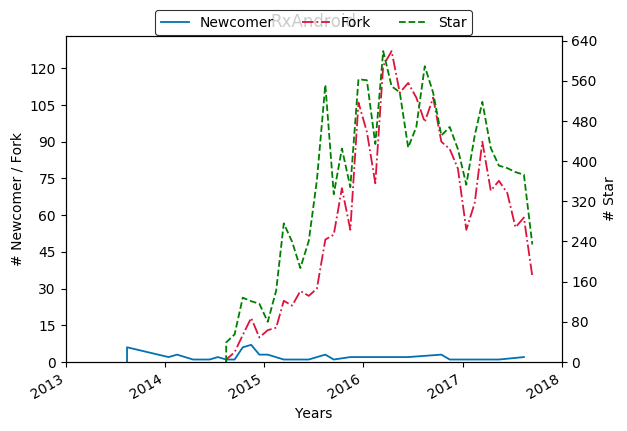 RxAndroid
Newcomer Fork Star
# Newcomer / Fork
0 15 30 45 60 75 90 105 120
# Star
0 80 160 240 320 400 480 560 640
2013 2014 2015 2016 2017 2018
Years